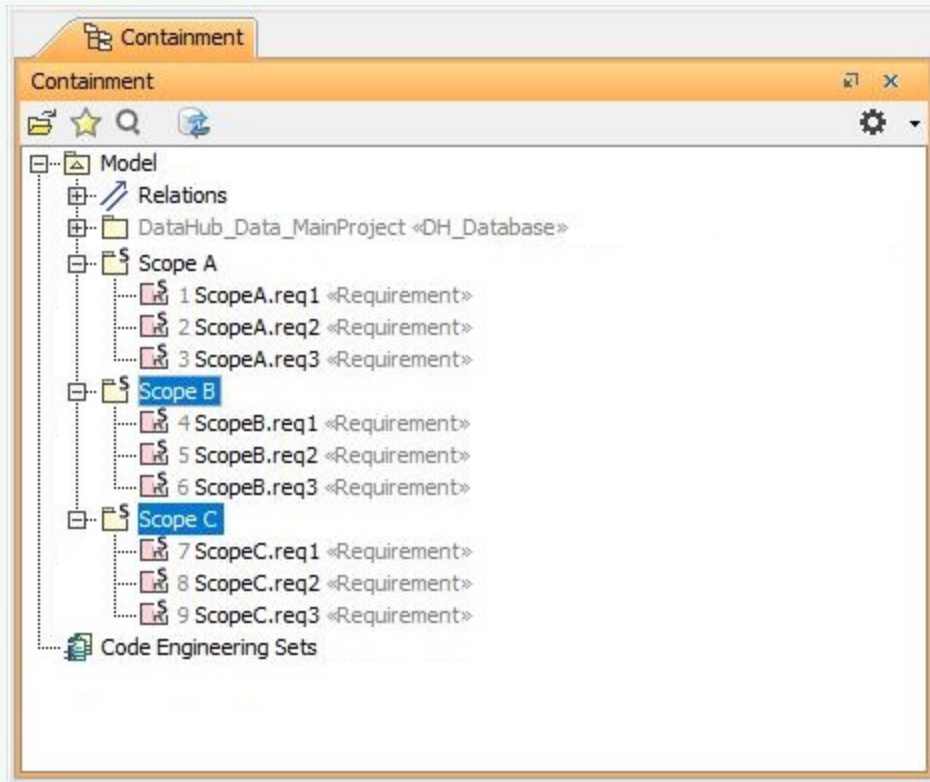 Containment
Containment
Model
Relations
DataHub_Data_MainProject «DH_Database»
Scope A
1 ScopeA.req1 «Requirement»
2 ScopeA.req2 «Requirement»
3 ScopeA.req3 «Requirement»
Scope B
4 ScopeB.req1 «Requirement»
5 ScopeB.req2 «Requirement»
6 ScopeB.req3 «Requirement»
Scope C
7 ScopeC.req1 «Requirement»
8 ScopeC.req2 «Requirement»
9 ScopeC.req3 «Requirement»
Code Engineering Sets